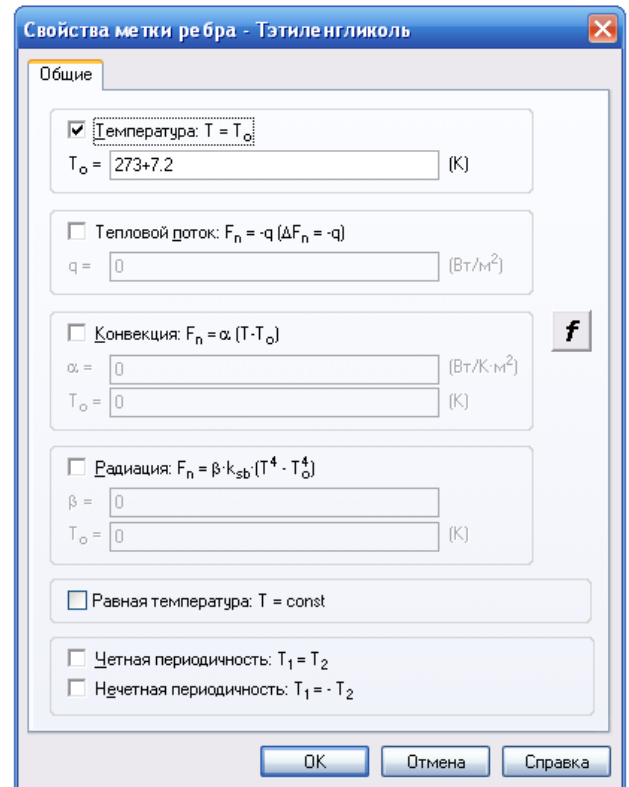 Свойства метки ребра - Тэтиленгликоль
Общие
Температура: T = Tₒ
Tₒ = 273+7.2 (K)
Тепловой поток: Fₙ = -q (ΔFₙ = -q)
q = 0 (Вт/м²)
Конвекция: Fₙ = α (T-Tₒ)
f
α = 0 (Вт/К·м²)
Tₒ = 0 (K)
Радиация: Fₙ = β·kₛb·(T⁴ - Tₒ⁴)
β = 0
Tₒ = 0 (K)
Равная температура: T = const
Четная периодичность: T₁ = T₂
Нечетная периодичность: T₁ = - T₂
OK Отмена Справка